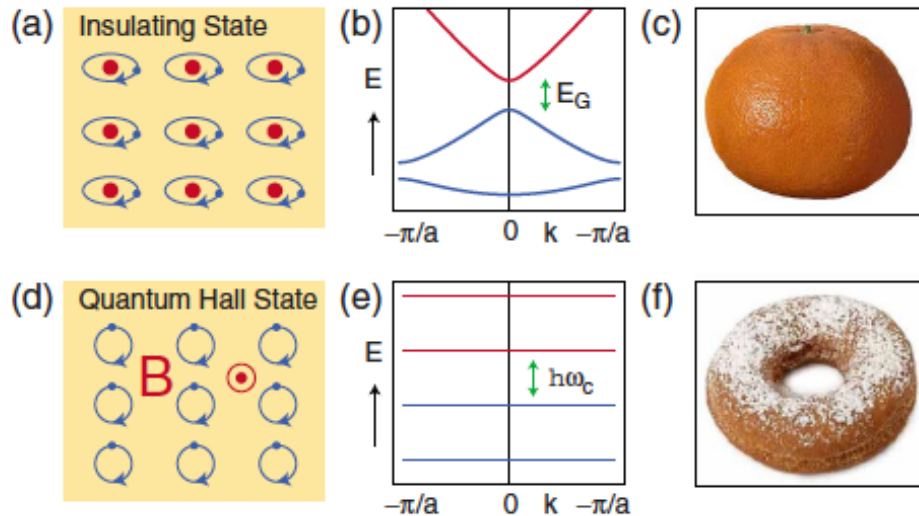 (a) Insulating State
(b)
E
E_G
−π/a 0 k −π/a
(c)
(d) Quantum Hall State
B
(e)
E
hω_c
−π/a 0 k −π/a
(f)